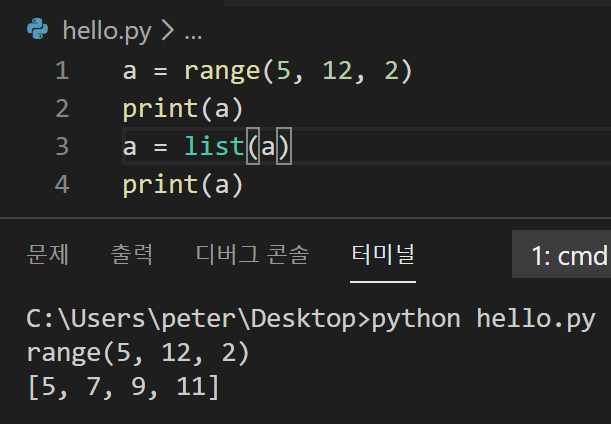 hello.py > ...
1 a = range(5, 12, 2)
2 print(a)
3 a = list(a)
4 print(a)
문제 출력 디버그 콘솔 터미널 1: cmd
C:\Users\peter\Desktop>python hello.py
range(5, 12, 2)
[5, 7, 9, 11]